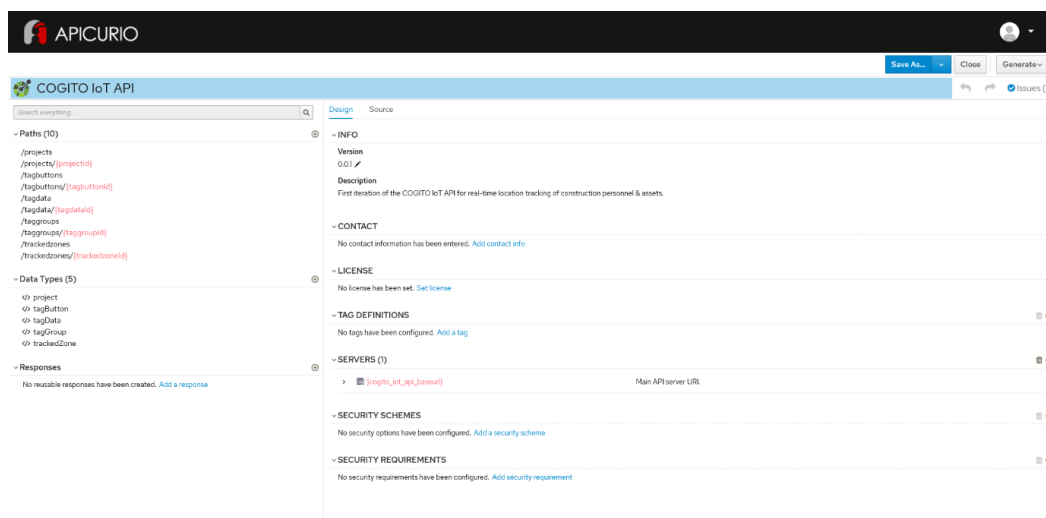 APICURIO
Save As... Close Generate
COGITO IoT API
Issues (
Search everything...
Paths (10)
/projects
/projects/{projectId}
/tagbuttons
/tagbuttons/{tagbuttonId}
/tagdata
/tagdata/{tagdataId}
/taggroups
/taggroups/{taggroupId}
/trackedzones
/trackedzones/{trackedzoneId}
Data Types (5)
project
tagButton
tagData
tagGroup
trackedZone
Responses
No reusable responses have been created. Add a response
Design Source
INFO
Version
0.0.1
Description
First iteration of the COGITO IoT API for real-time location tracking of construction personnel & assets.
CONTACT
No contact information has been entered. Add contact info
LICENSE
No license has been set. Set license
TAG DEFINITIONS
No tags have been configured. Add a tag
SERVERS (1)
{cogito_iot_api_baseurl} Main API server URI.
SECURITY SCHEMES
No security options have been configured. Add a security scheme
SECURITY REQUIREMENTS
No security requirements have been configured. Add security requirement